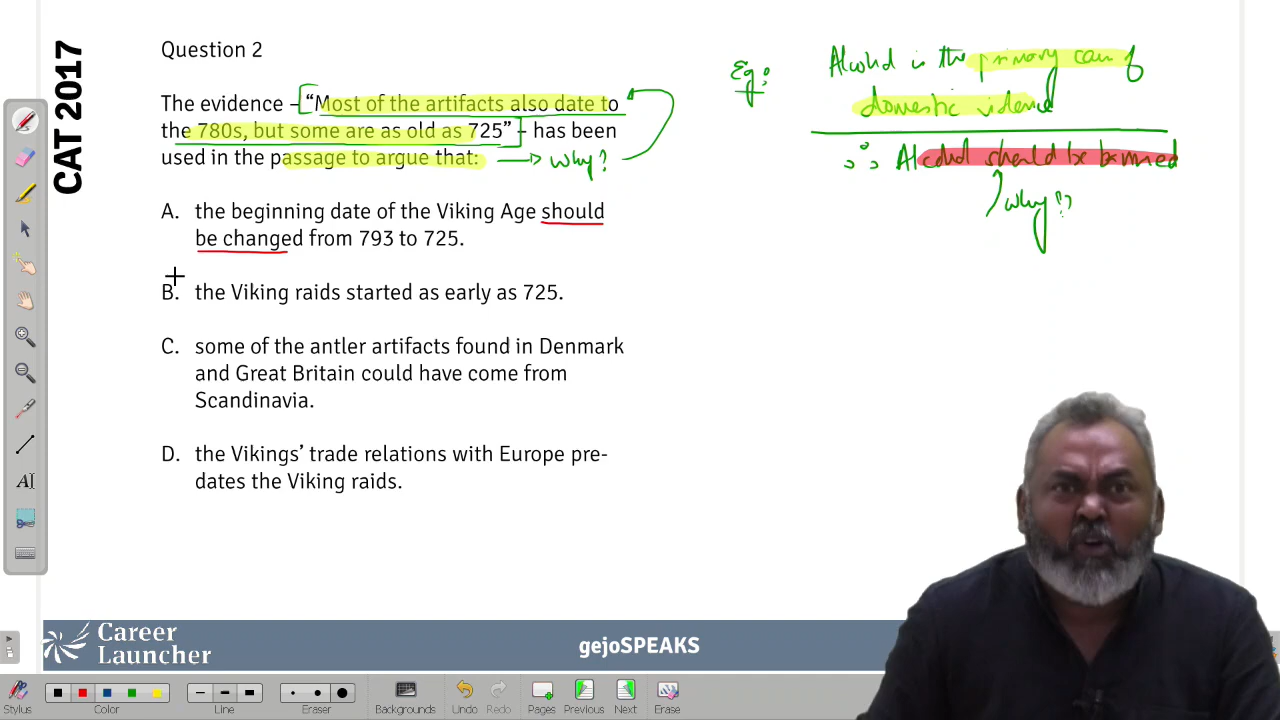 CAT 2017
Question 2
The evidence – “Most of the artifacts also date to
the 780s, but some are as old as 725” – has been
used in the passage to argue that:
why?
A. the beginning date of the Viking Age should
be changed from 793 to 725.
B. the Viking raids started as early as 725.
C. some of the antler artifacts found in Denmark
and Great Britain could have come from
Scandinavia.
D. the Vikings’ trade relations with Europe pre-
dates the Viking raids.
Eg:
Alcohol is the primary cause of
domestic violence
∴ Alcohol should be banned
why?
Career
Launcher
gejoSPEAKS
Stylus
Color
Line
Eraser
Backgrounds
Undo
Redo
Pages
Previous
Next
Erase
AI